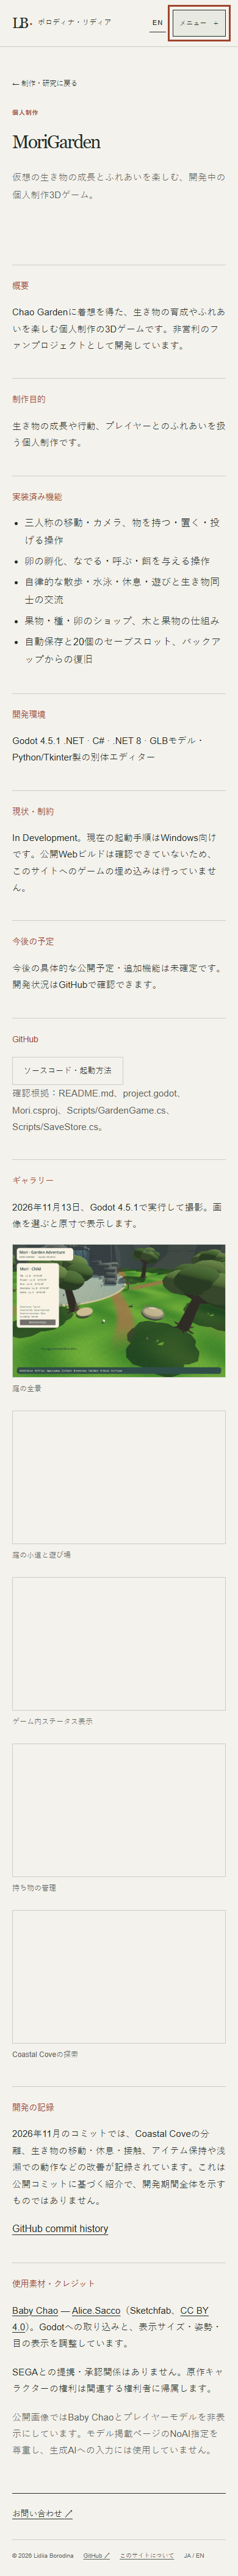 LB. ボロディナ・リディア
EN
メニュー +
← 制作・研究に戻る
個人制作
MoriGarden
仮想の生き物の成長とふれあいを楽しむ、開発中の
個人制作3Dゲーム。
概要
Chao Gardenに着想を得た、生き物の育成やふれあ
いを楽しむ個人制作の3Dゲームです。非営利のフ
ァンプロジェクトとして開発しています。
制作目的
生き物の成長や行動、プレイヤーとのふれあいを扱
う個人制作です。
実装済み機能
• 三人称の移動・カメラ、物を持つ・置く・投
げる操作
• 卵の孵化、なでる・呼ぶ・餌を与える操作
• 自律的な散歩・水泳・休息・遊びと生き物同
士の交流
• 果物・種・卵のショップ、木と果物の仕組み
• 自動保存と20個のセーブスロット、バックア
ップからの復旧
開発環境
Godot 4.5.1 .NET · C# · .NET 8 · GLBモデル・
Python/Tkinter製の別体エディター
現状・制約
In Development。現在の起動手順はWindows向け
です。公開Webビルドは確認できていないため、
このサイトへのゲームの埋め込みは行っていませ
ん。
今後の予定
今後の具体的な公開予定・追加機能は未確定です。
開発状況はGitHubで確認できます。
GitHub
ソースコード・起動方法
確認根拠：README.md、project.godot、
Mori.csproj、Scripts/GardenGame.cs、
Scripts/SaveStore.cs。
ギャラリー
2026年11月13日、Godot 4.5.1で実行して撮影。画
像を選ぶと原寸で表示します。
Mori · Garden Adventure
Mori · Child
庭の全景
庭の小道と遊び場
ゲーム内ステータス表示
持ち物の管理
Coastal Coveの探索
開発の記録
2026年11月のコミットでは、Coastal Coveの分
離、生き物の移動・休息・接触、アイテム保持や浅
瀬での動作などの改善が記録されています。これは
公開コミットに基づく紹介で、開発期間全体を示す
ものではありません。
GitHub commit history
使用素材・クレジット
Baby Chao — Alice.Sacco（Sketchfab、CC BY
4.0）。Godotへの取り込みと、表示サイズ・姿勢・
目の表示を調整しています。
SEGAとの提携・承認関係はありません。原作キャ
ラクターの権利は関連する権利者に帰属します。
公開画像ではBaby Chaoとプレイヤーモデルを非表
示にしています。モデル掲載ページのNoAI指定を
尊重し、生成AIへの入力には使用していません。
お問い合わせ ↗
© 2026 Lidiia Borodina GitHub ↗ このサイトについて JA / EN